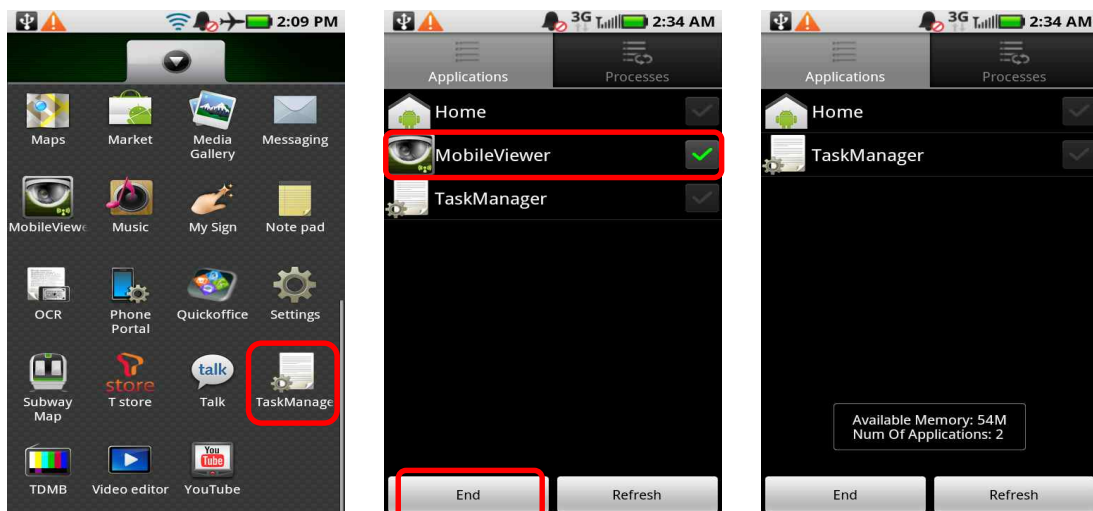 2:09 PM
Maps
Market
Media
Gallery
Messaging
MobileViewe
Music
My Sign
Note pad
OCR
Phone
Portal
Quickoffice
Settings
Subway
Map
store
T store
talk
Talk
TaskManage
TDMB
Video editor
You
Tube
YouTube
3G 2:34 AM
Applications
Processes
Home
MobileViewer
TaskManager
End
Refresh
3G 2:34 AM
Applications
Processes
Home
TaskManager
Available Memory: 54M
Num Of Applications: 2
End
Refresh